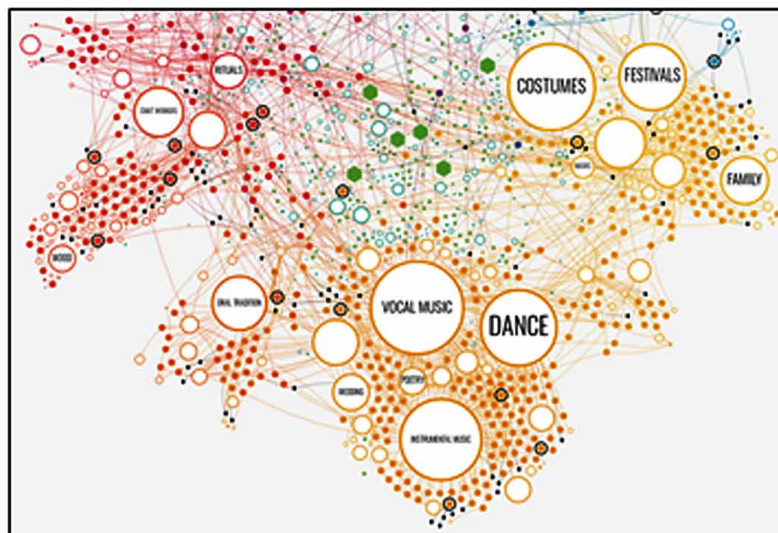 RITUALS
COSTUMES
FESTIVALS
CRAFT WORKERS
FAMILY
WOOD
ORAL TRADITION
VOCAL MUSIC
DANCE
POETRY
WEDDING
INSTRUMENTAL MUSIC